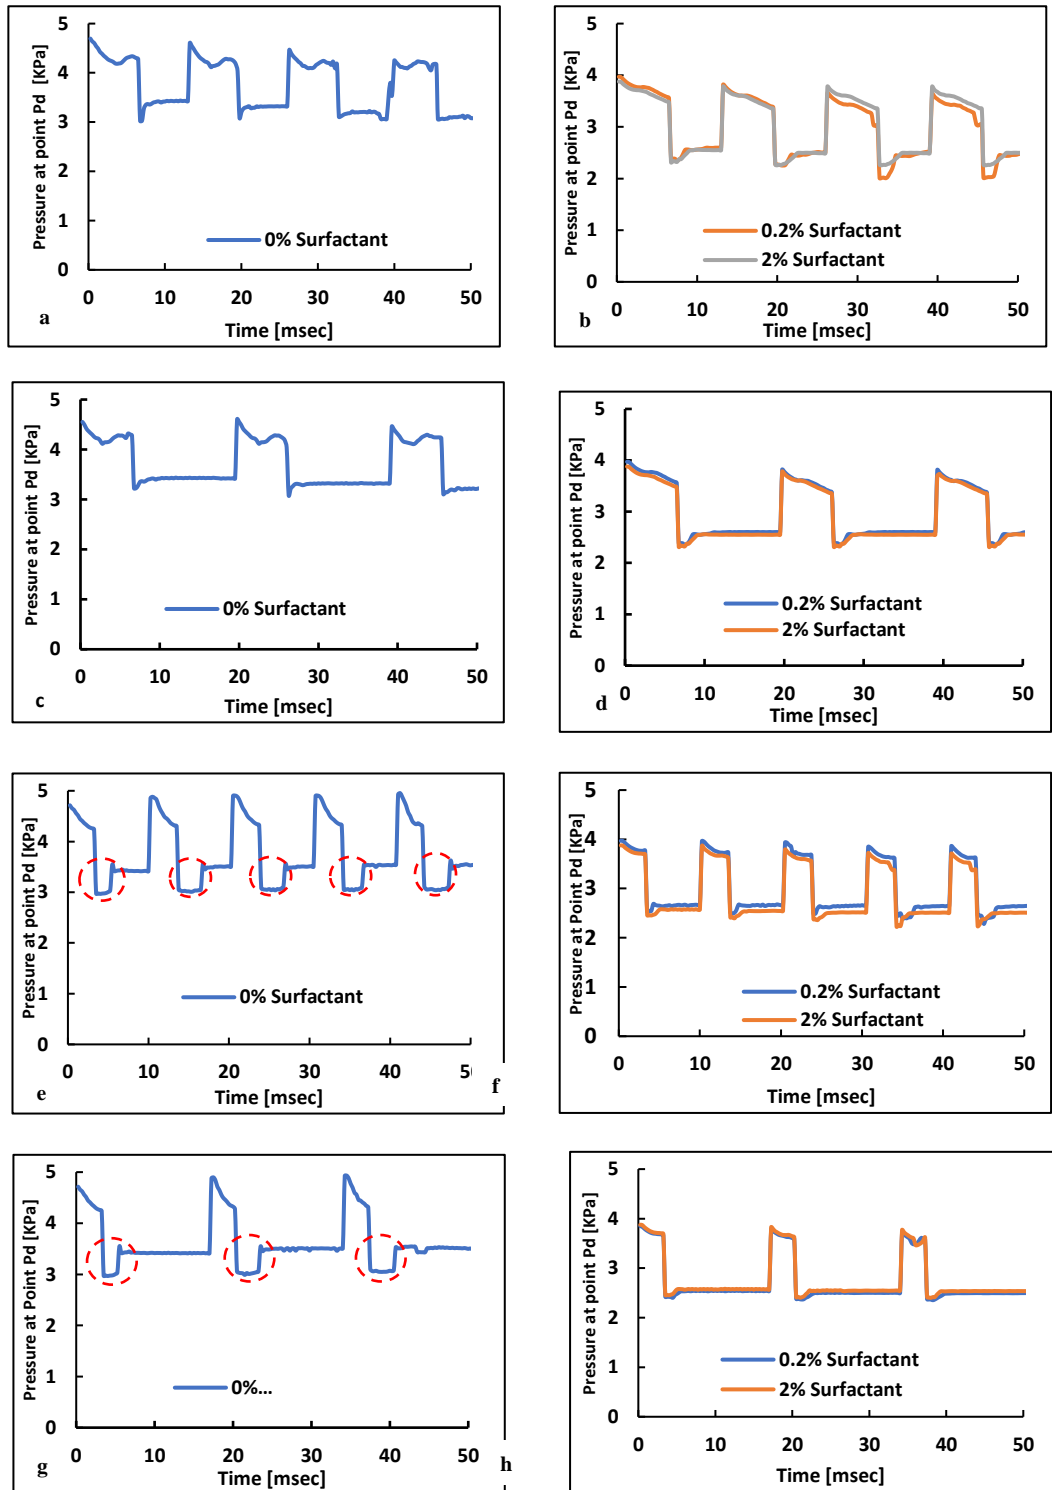 Pressure at point Pd [KPa]
5
4
3
2
1
0
0% Surfactant
0 10 20 30 40 50
Time [msec]
a
Pressure at point Pd [KPa]
5
4
3
2
1
0
0.2% Surfactant
2% Surfactant
0 10 20 30 40 50
Time [msec]
b
Pressure at point Pd [KPa]
5
4
3
2
1
0
0% Surfactant
0 10 20 30 40 50
Time [msec]
c
Pressure at point Pd [KPa]
5
4
3
2
1
0
0.2% Surfactant
2% Surfactant
0 10 20 30 40 50
Time [msec]
d
Pressure at point Pd [KPa]
5
4
3
2
1
0
0% Surfactant
0 10 20 30 40 50
Time [msec]
e
f
Pressure at Point Pd [KPa]
5
4
3
2
1
0
0.2% Surfactant
2% Surfactant
0 10 20 30 40 50
Time [msec]
Pressure at Point Pd [KPa]
5
4
3
2
1
0
0%...
0 10 20 30 40 50
Time [msec]
g
h
Pressure at point Pd [KPa]
5
4
3
2
1
0
0.2% Surfactant
2% Surfactant
0 10 20 30 40 50
Time [msec]